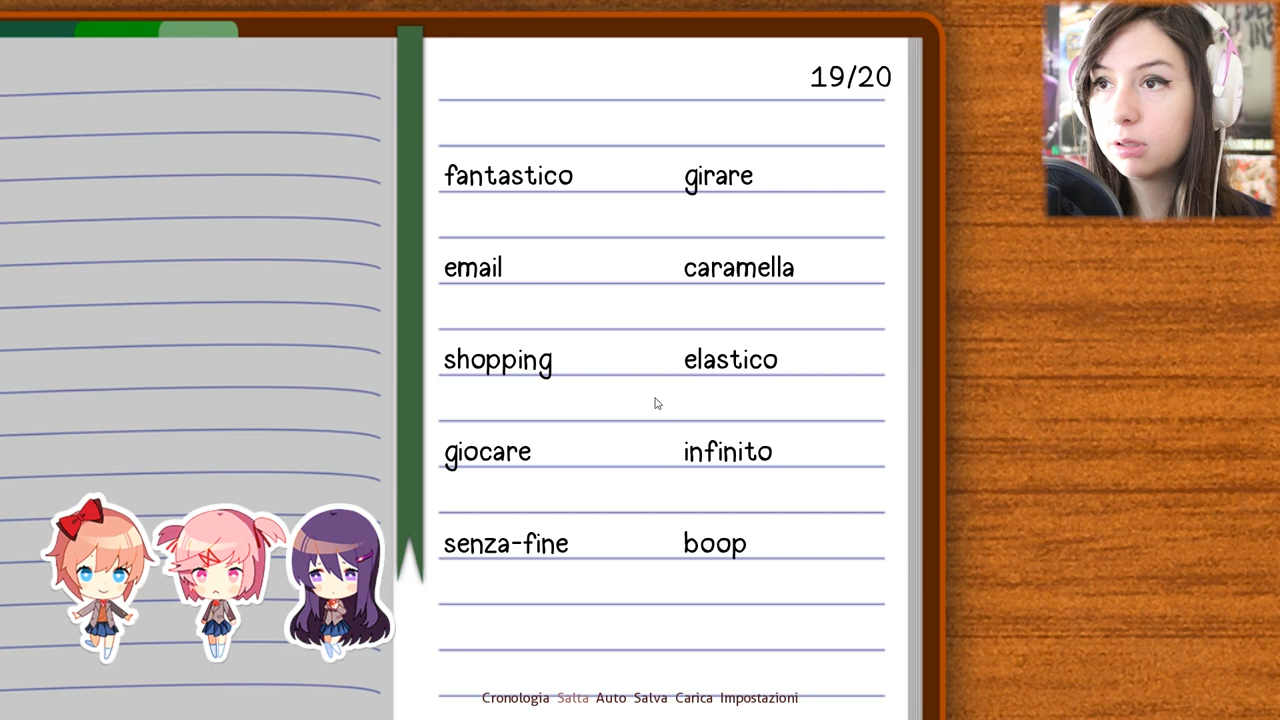 19/20
fantastico girare
email caramella
shopping elastico
giocare infinito
senza-fine boop
Cronologia Salta Auto Salva Carica Impostazioni